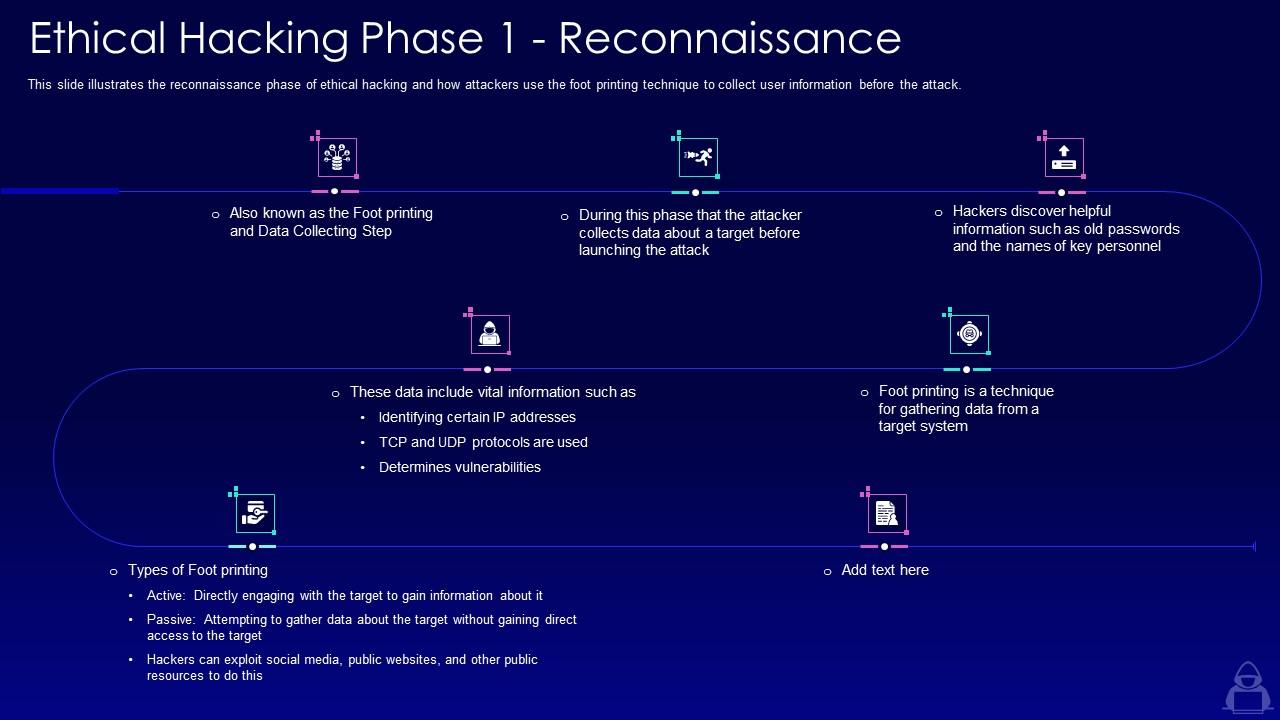 Ethical Hacking Phase 1 - Reconnaissance
This slide illustrates the reconnaissance phase of ethical hacking and how attackers use the foot printing technique to collect user information before the attack.
o Also known as the Foot printing
and Data Collecting Step
o During this phase that the attacker
collects data about a target before
launching the attack
o Hackers discover helpful
information such as old passwords
and the names of key personnel
o These data include vital information such as
• Identifying certain IP addresses
• TCP and UDP protocols are used
• Determines vulnerabilities
o Foot printing is a technique
for gathering data from a
target system
o Types of Foot printing
• Active: Directly engaging with the target to gain information about it
• Passive: Attempting to gather data about the target without gaining direct
access to the target
• Hackers can exploit social media, public websites, and other public
resources to do this
o Add text here